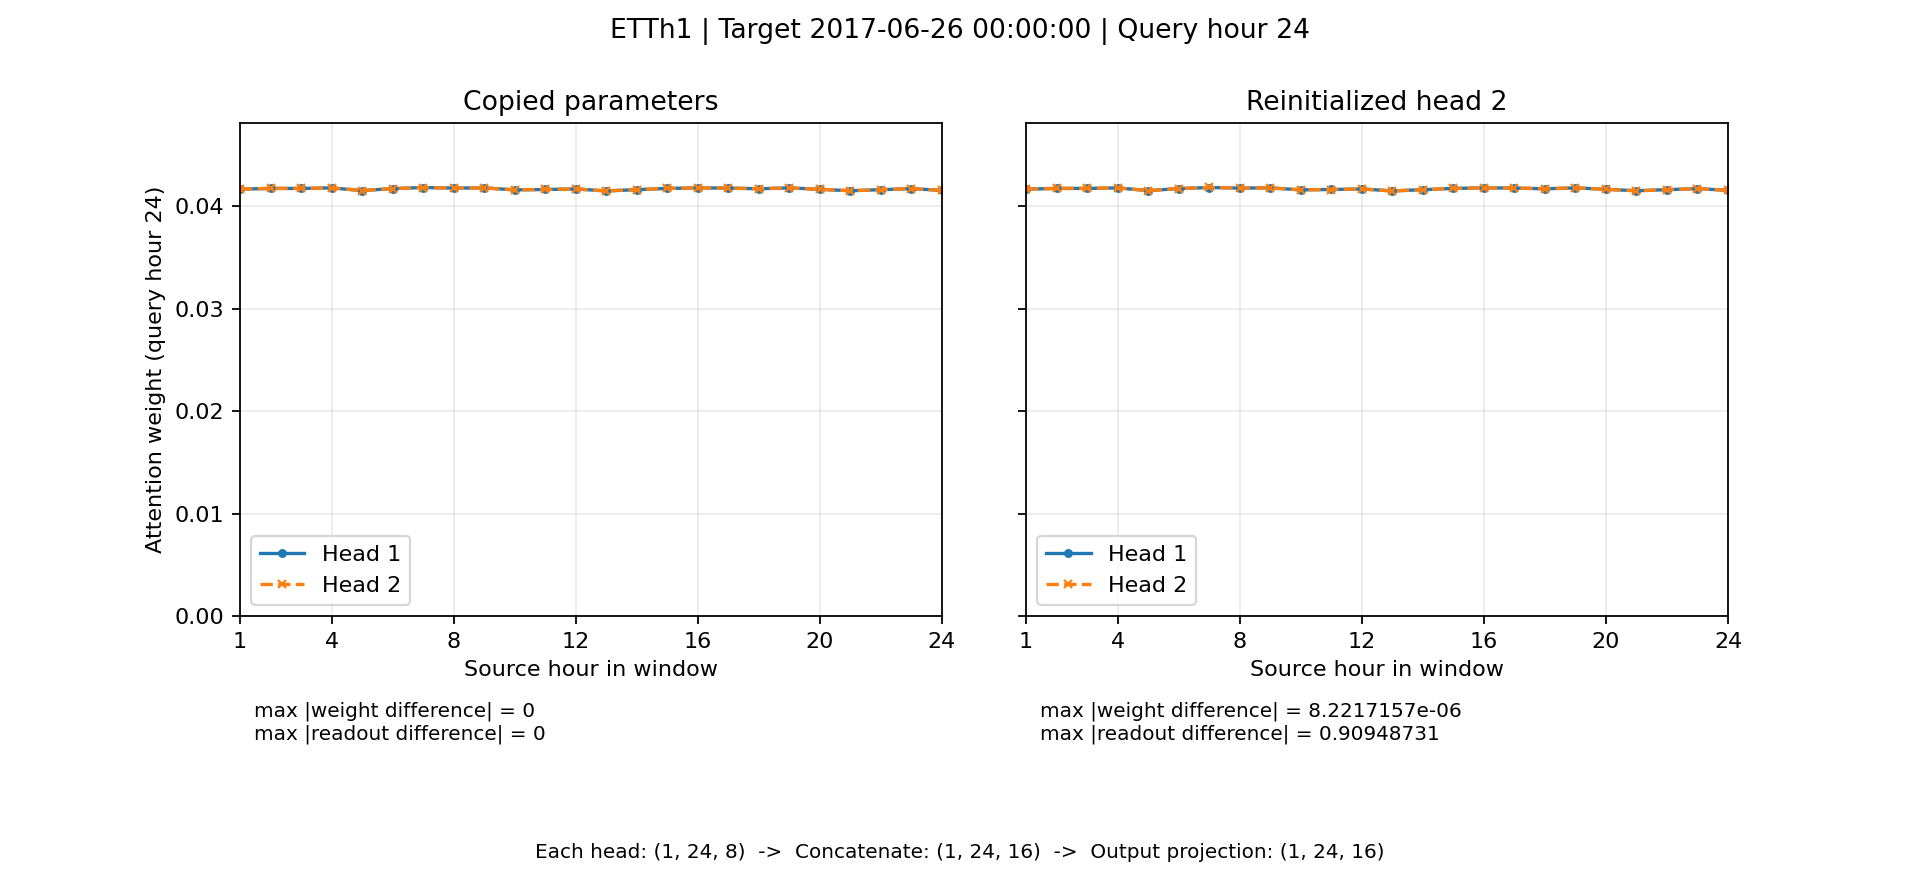 ETTh1 | Target 2017-06-26 00:00:00 | Query hour 24
Copied parameters
Attention weight (query hour 24)
0.04
0.03
0.02
0.01
0.00
Head 1
Head 2
1 4 8 12 16 20 24
Source hour in window
max |weight difference| = 0
max |readout difference| = 0
Reinitialized head 2
Head 1
Head 2
1 4 8 12 16 20 24
Source hour in window
max |weight difference| = 8.2217157e-06
max |readout difference| = 0.90948731
Each head: (1, 24, 8) -> Concatenate: (1, 24, 16) -> Output projection: (1, 24, 16)